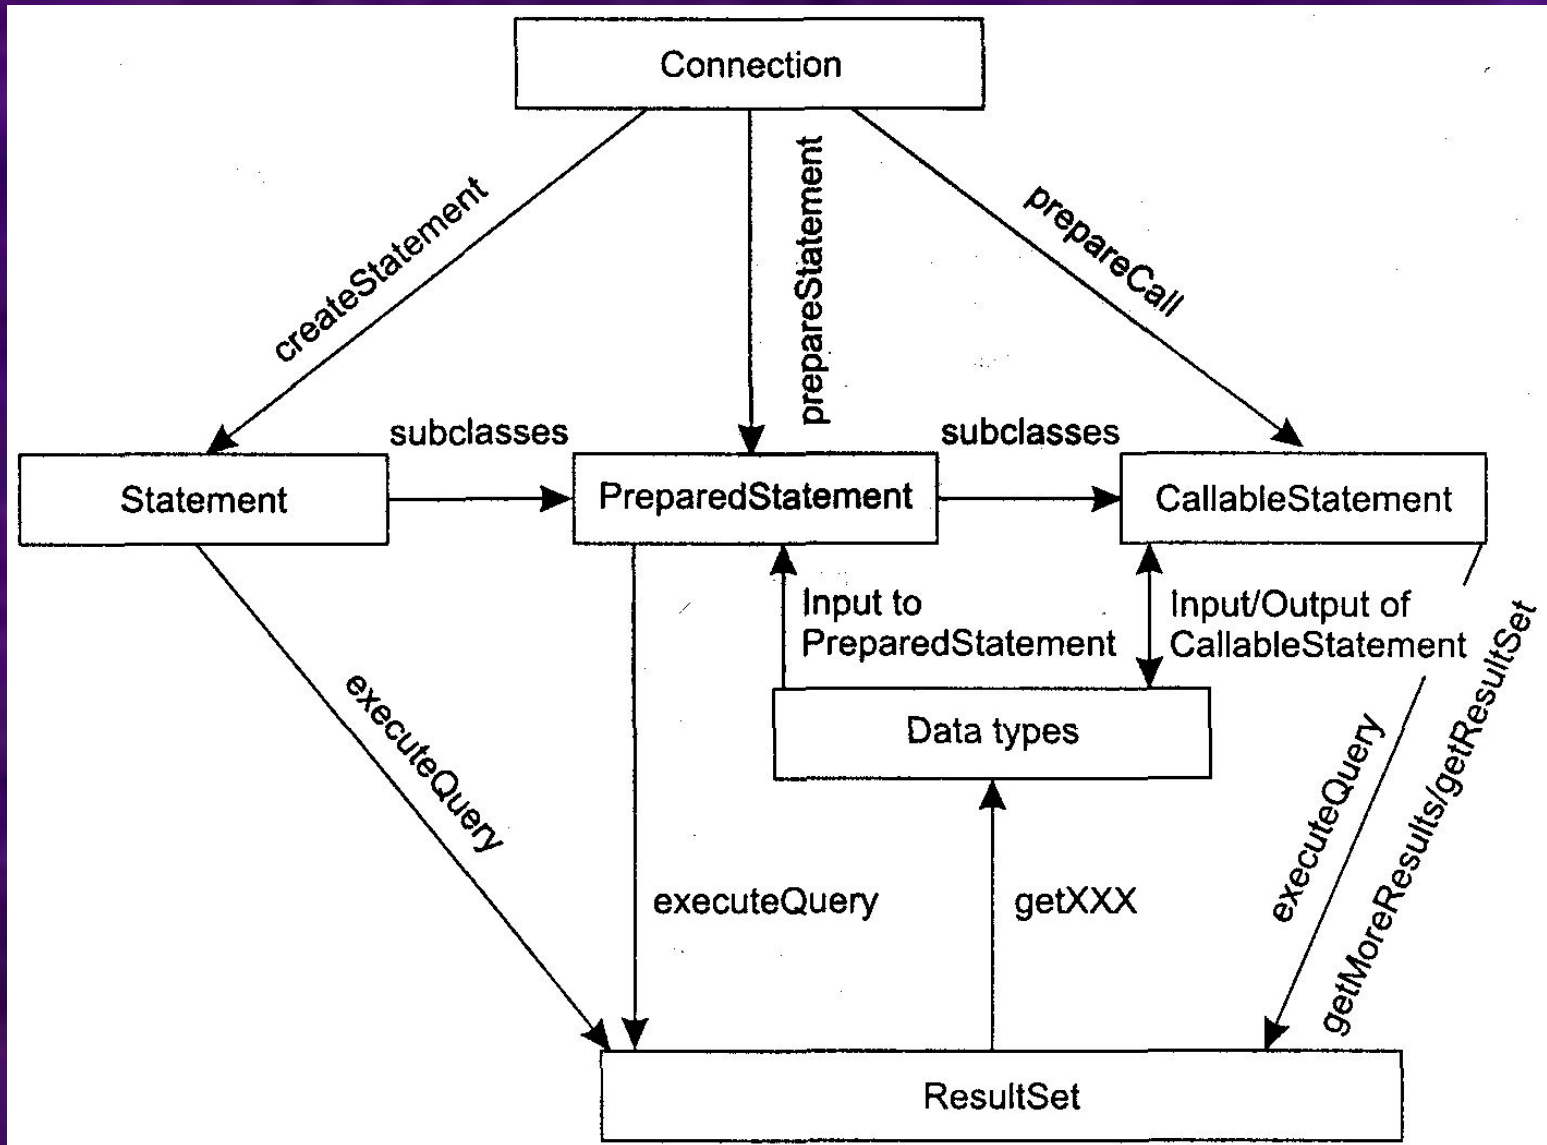 Connection
createStatement
prepareStatement
prepareCall
subclasses
subclasses
Statement
PreparedStatement
CallableStatement
Input to
PreparedStatement
Input/Output of
CallableStatement
executeQuery
Data types
executeQuery
getXXX
executeQuery
getMoreResults/getResultSet
ResultSet